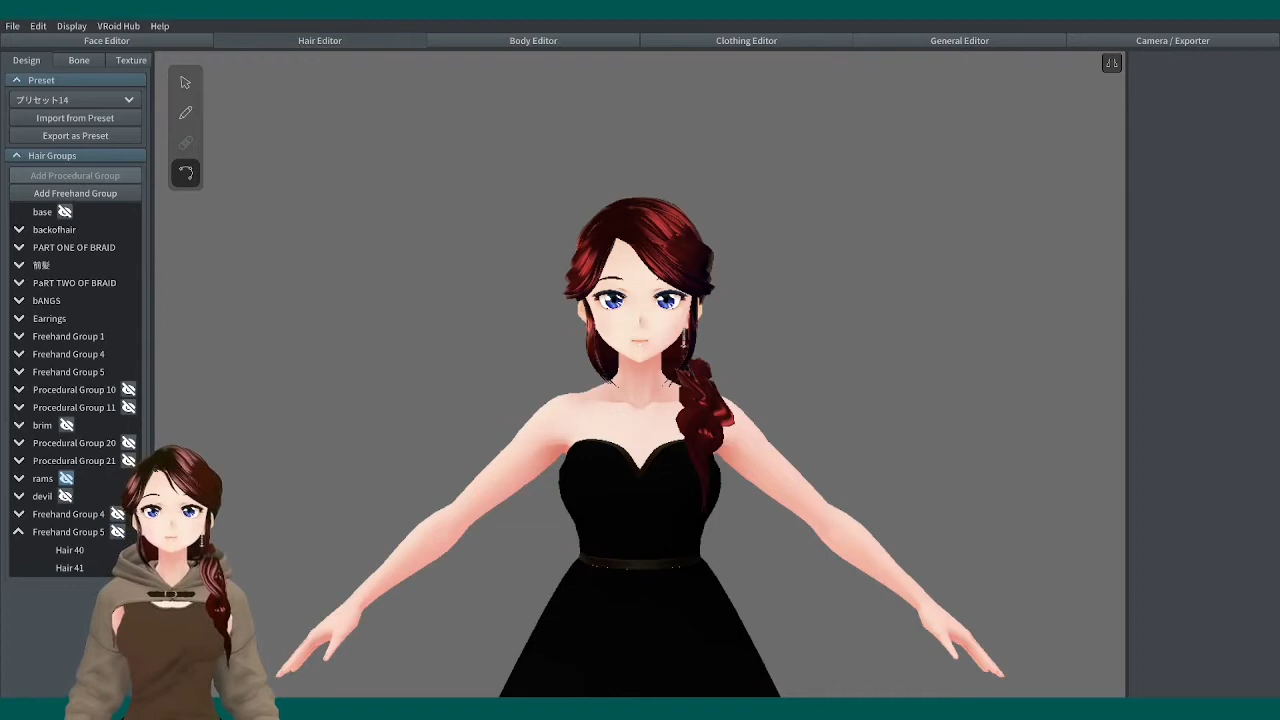 File Edit Display VRoid Hub Help
Face Editor Hair Editor Body Editor Clothing Editor General Editor Camera / Exporter
Design Bone Texture
Preset
プリセット14
Import from Preset
Export as Preset
Hair Groups
Add Procedural Group
Add Freehand Group
base
backofhair
PART ONE OF BRAID
前髪
PaRT TWO OF BRAID
bANGS
Earrings
Freehand Group 1
Freehand Group 4
Freehand Group 5
Procedural Group 10
Procedural Group 11
brim
Procedural Group 20
Procedural Group 21
rams
devil
Freehand Group 4
Freehand Group 5
Hair 40
Hair 41